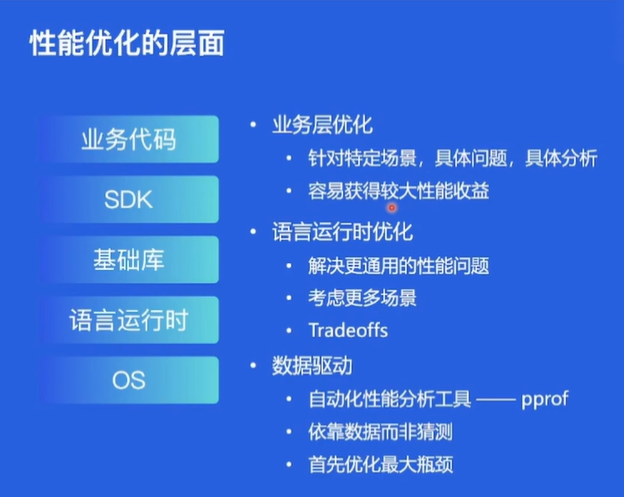 性能优化的层面
业务代码
SDK
基础库
语言运行时
OS
• 业务层优化
• 针对特定场景，具体问题，具体分析
• 容易获得较大性能收益
• 语言运行时优化
• 解决更通用的性能问题
• 考虑更多场景
• Tradeoffs
• 数据驱动
• 自动化性能分析工具 —— pprof
• 依靠数据而非猜测
• 首先优化最大瓶颈